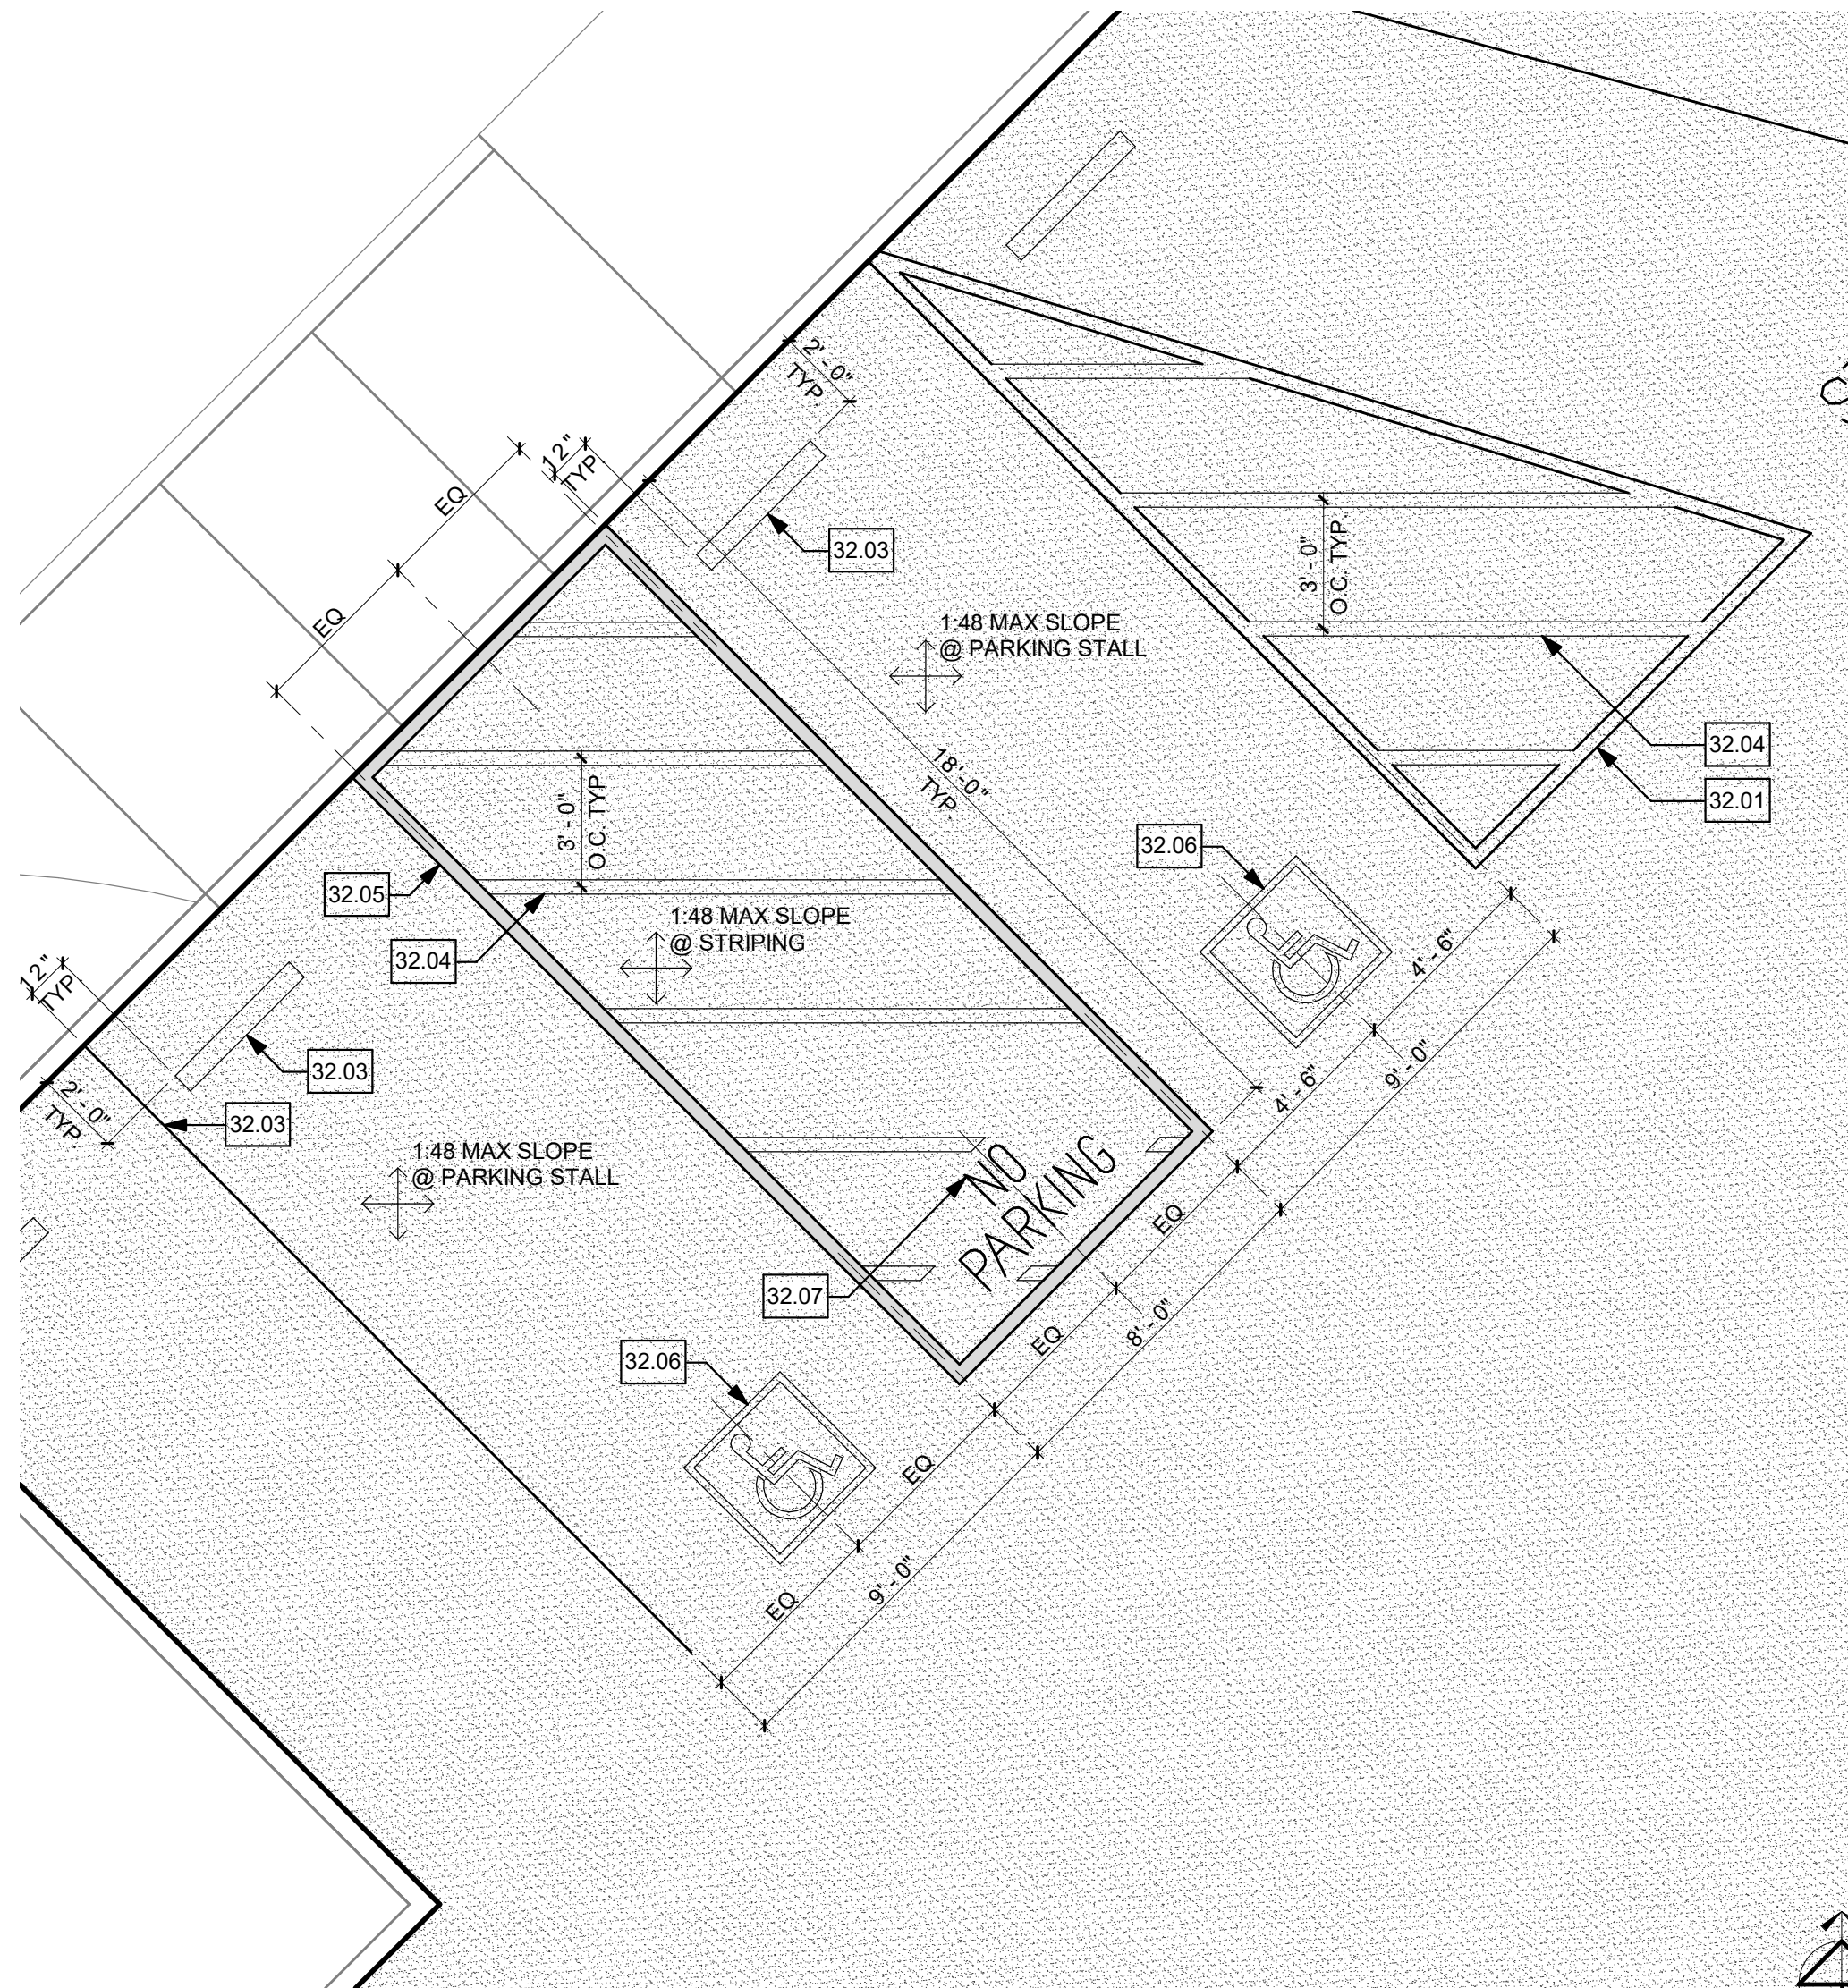 2' - 0"
TYP.
12"
TYP.
EQ
EQ
32.03
3' - 0"
O.C. TYP.
1:48 MAX SLOPE
@ PARKING STALL
32.04
32.01
18'-0"
TYP.
3' - 0"
O.C. TYP
32.06
32.05
1:48 MAX SLOPE
@ STRIPING
32.04
4' - 6"
4' - 6"
9' - 0"
12"
TYP.
32.03
2' - 0"
TYP.
32.03
1:48 MAX SLOPE
@ PARKING STALL
NO
PARKING
32.07
EQ
EQ
8' - 0"
32.06
EQ
EQ
9' - 0"